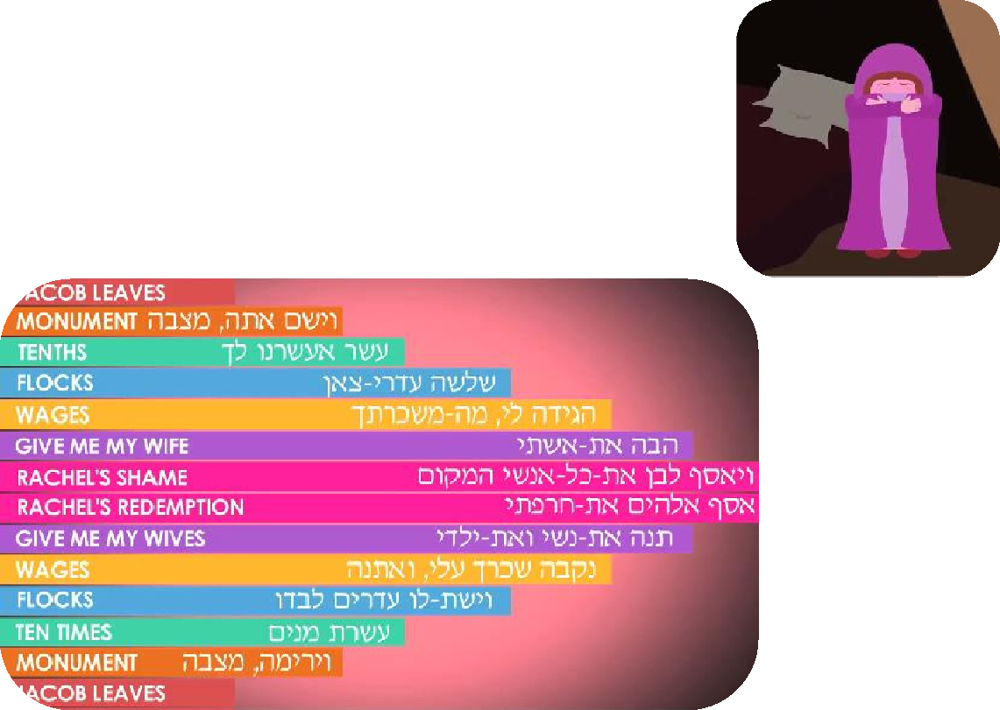 JACOB LEAVES
MONUMENT וישם אתה, מצבה
TENTHS עשר אעשרנו לך
FLOCKS שלשה עדרי-צאן
WAGES הגידה לי, מה-משכרתך
GIVE ME MY WIFE הבה את-אשתי
RACHEL'S SHAME ויאסף לבן את-כל-אנשי המקום
RACHEL'S REDEMPTION אסף אלהים את-חרפתי
GIVE ME MY WIVES תנה את-נשי ואת-ילדי
WAGES נקבה שכרך עלי, ואתנה
FLOCKS וישת-לו עדרים לבדו
TEN TIMES עשרת מנים
MONUMENT וירימה, מצבה
JACOB LEAVES